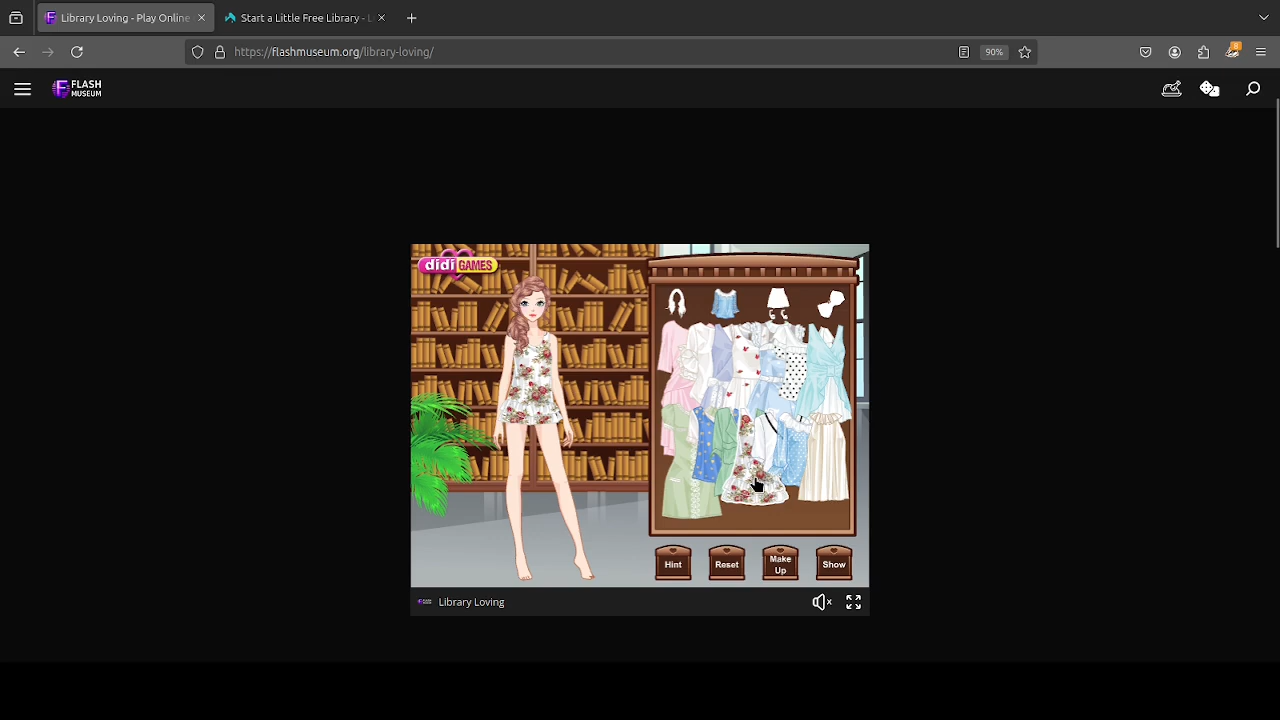 Library Loving - Play Online
Start a Little Free Library - L
https://flashmuseum.org/library-loving/
90%
8
FLASH
MUSEUM
didi GAMES
Hint
Reset
Make
Up
Show
Library Loving